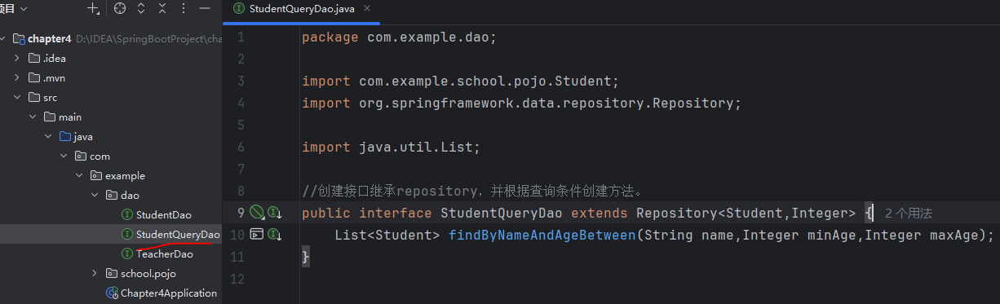 项目
StudentQueryDao.java
chapter4 D:\IDEA\SpringBootProject\cha
.idea
.mvn
src
main
java
com
example
dao
StudentDao
StudentQueryDao
TeacherDao
school.pojo
Chapter4Application
1 package com.example.dao;
2
3 import com.example.school.pojo.Student;
4 import org.springframework.data.repository.Repository;
5
6 import java.util.List;
7
8 //创建接口继承repository，并根据查询条件创建方法。
9 public interface StudentQueryDao extends Repository<Student,Integer> { 2 个用法
10 List<Student> findByNameAndAgeBetween(String name,Integer minAge,Integer maxAge);
11 }
12